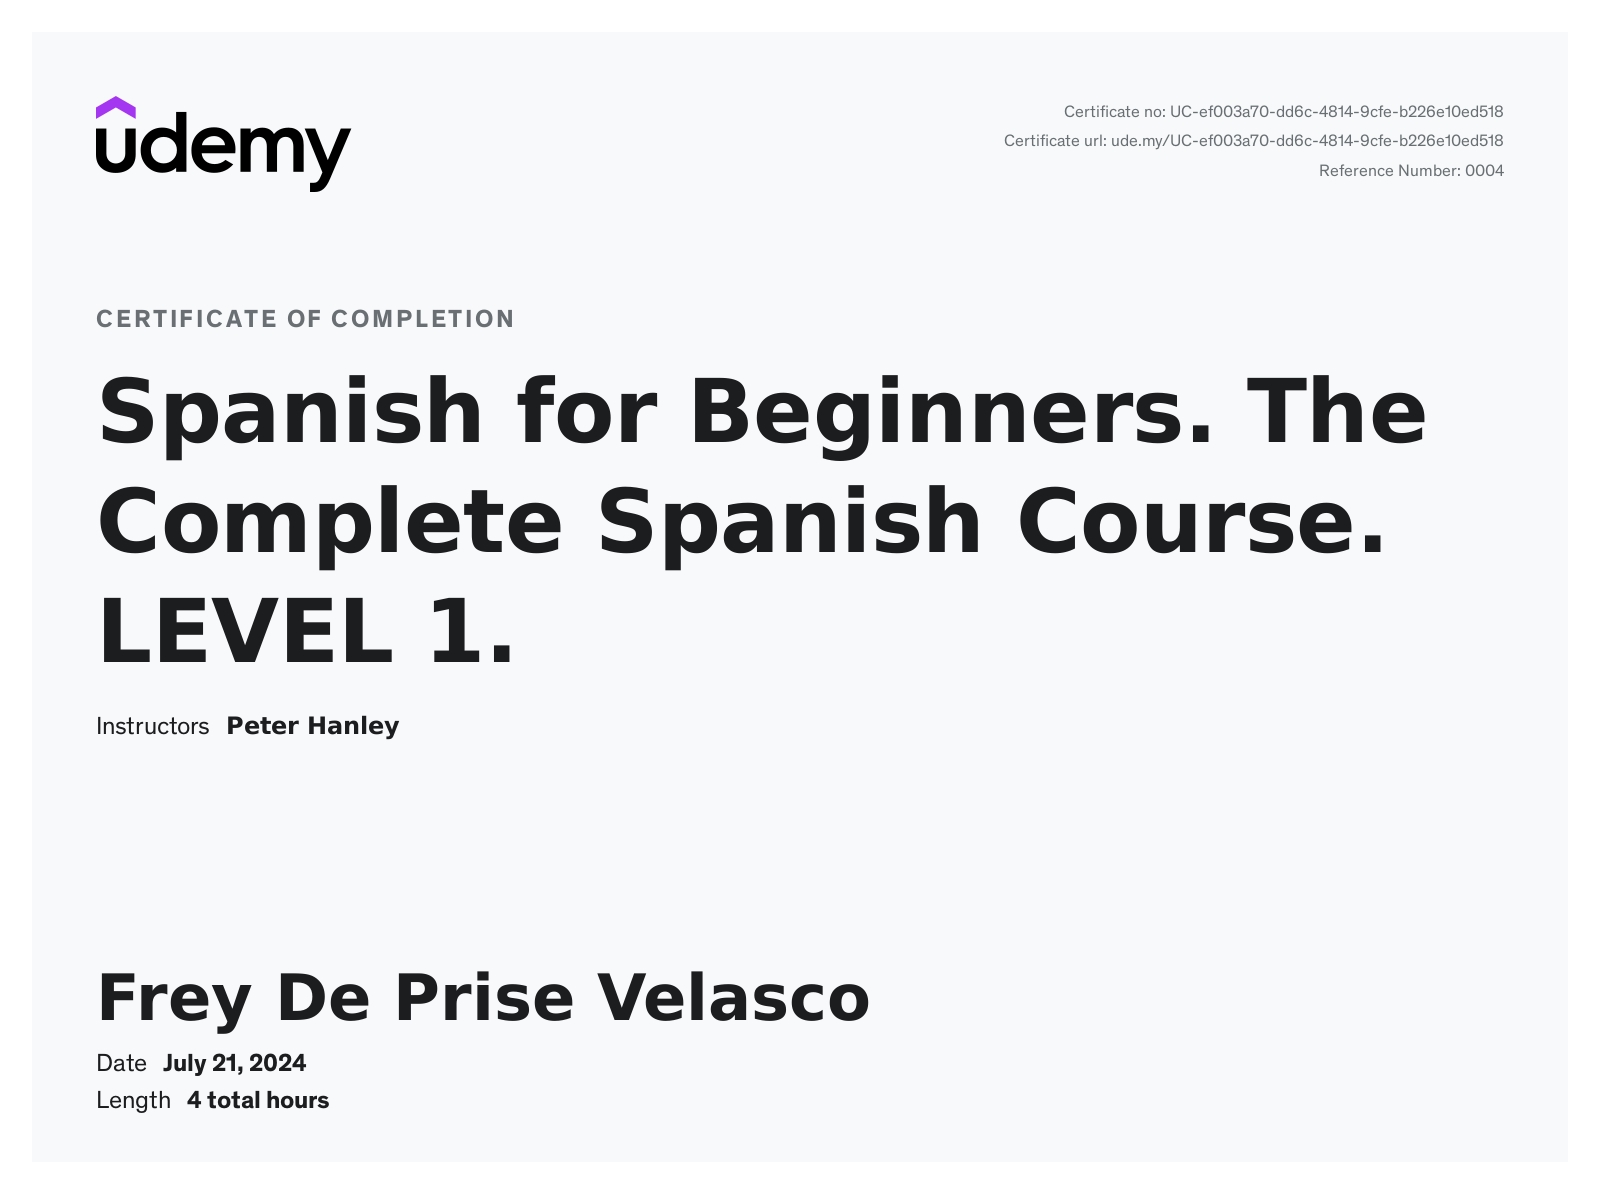 udemy
Certificate no: UC-ef003a70-dd6c-4814-9cfe-b226e10ed518
Certificate url: ude.my/UC-ef003a70-dd6c-4814-9cfe-b226e10ed518
Reference Number: 0004
CERTIFICATE OF COMPLETION
Spanish for Beginners. The
Complete Spanish Course.
LEVEL 1.
Instructors Peter Hanley
Frey De Prise Velasco
Date July 21, 2024
Length 4 total hours